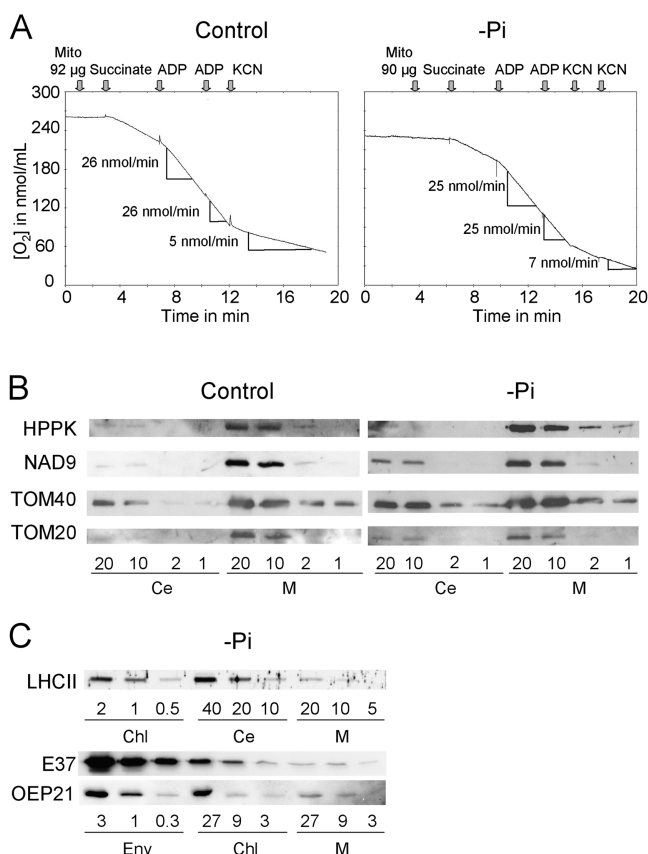 A
Control
-Pi
Mito
92 µg Succinate ADP ADP KCN
Mito
90 µg Succinate ADP ADP KCN KCN
[O2] in nmol/mL
300
240
180
120
60
0
26 nmol/min
26 nmol/min
5 nmol/min
25 nmol/min
25 nmol/min
7 nmol/min
0 4 8 12 16 20
0 4 8 12 16 20
Time in min
Time in min
B
Control
-Pi
HPPK
NAD9
TOM40
TOM20
20 10 2 1 20 10 2 1 20 10 2 1 20 10 2 1
Ce M Ce M
C
-Pi
LHCII
2 1 0.5 40 20 10 20 10 5
Chl Ce M
E37
OEP21
3 1 0.3 27 9 3 27 9 3
Env Chl M